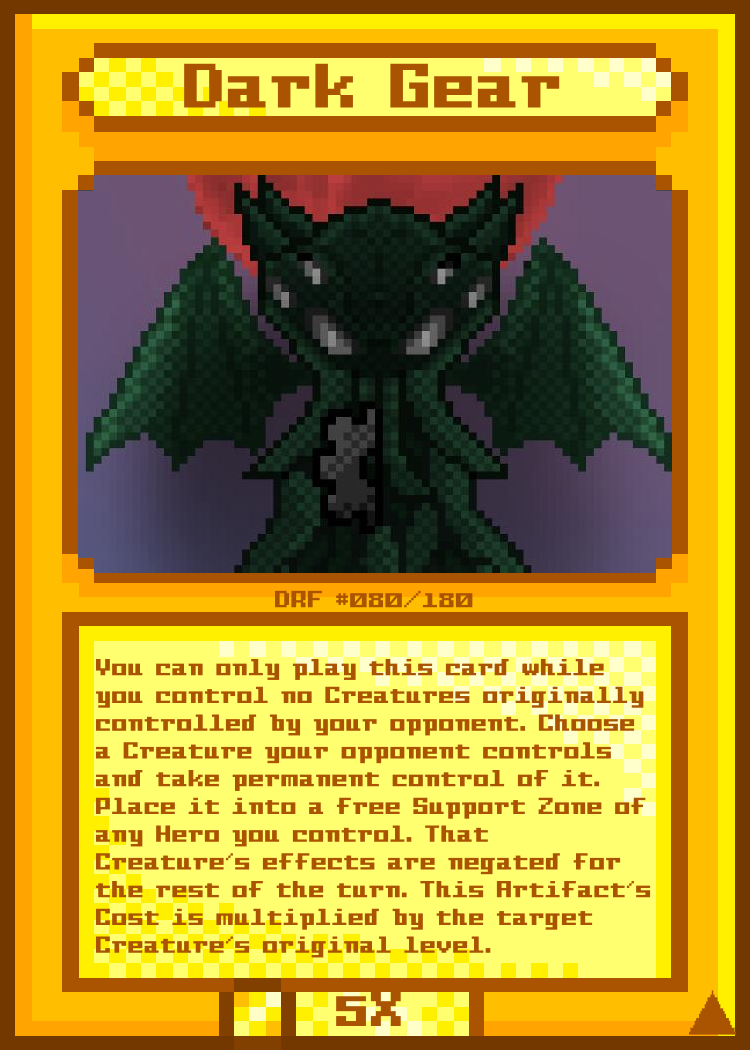 Dark Gear
DRF #080/180
You can only play this card while
you control no Creatures originally
controlled by your opponent. Choose
a Creature your opponent controls
and take permanent control of it.
Place it into a free Support Zone of
any Hero you control. That
Creature's effects are negated for
the rest of the turn. This Artifact's
Cost is multiplied by the target
Creature's original level.
5X